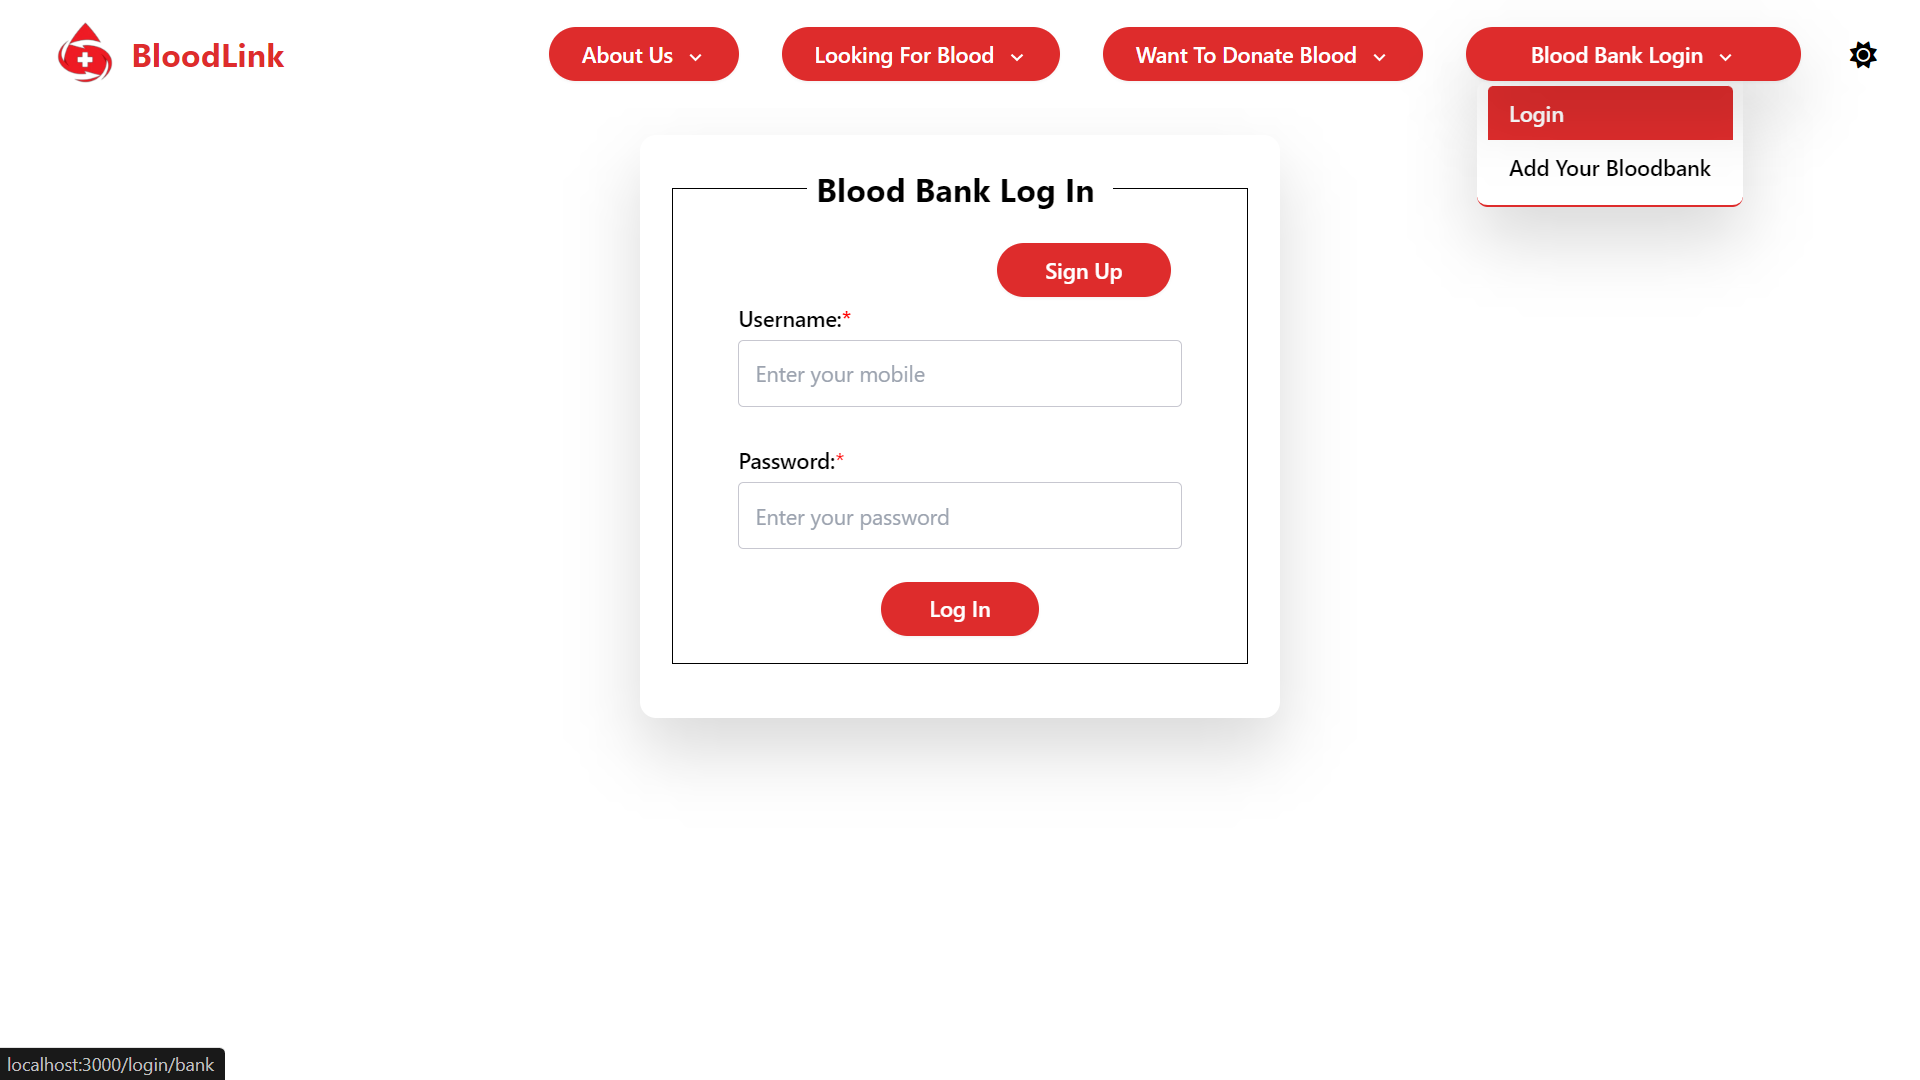 BloodLink
About Us
Looking For Blood
Want To Donate Blood
Blood Bank Login
Login
Add Your Bloodbank
Blood Bank Log In
Sign Up
Username:*
Enter your mobile
Password:*
Enter your password
Log In
localhost:3000/login/bank